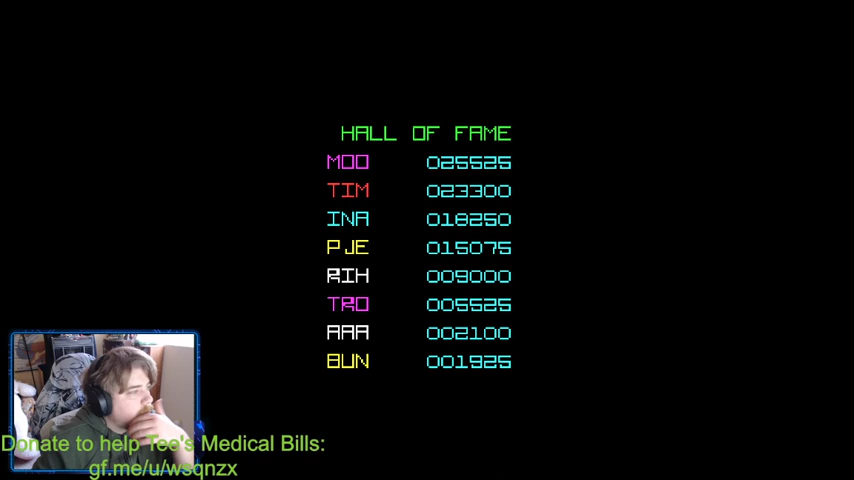 HALL OF FAME
MOO 025525
TIM 023300
INA 018250
PJE 015075
RIH 009000
TRO 005525
AAA 002100
BUN 001925
Donate to help Tee's Medical Bills:
gf.me/u/wsqnzx